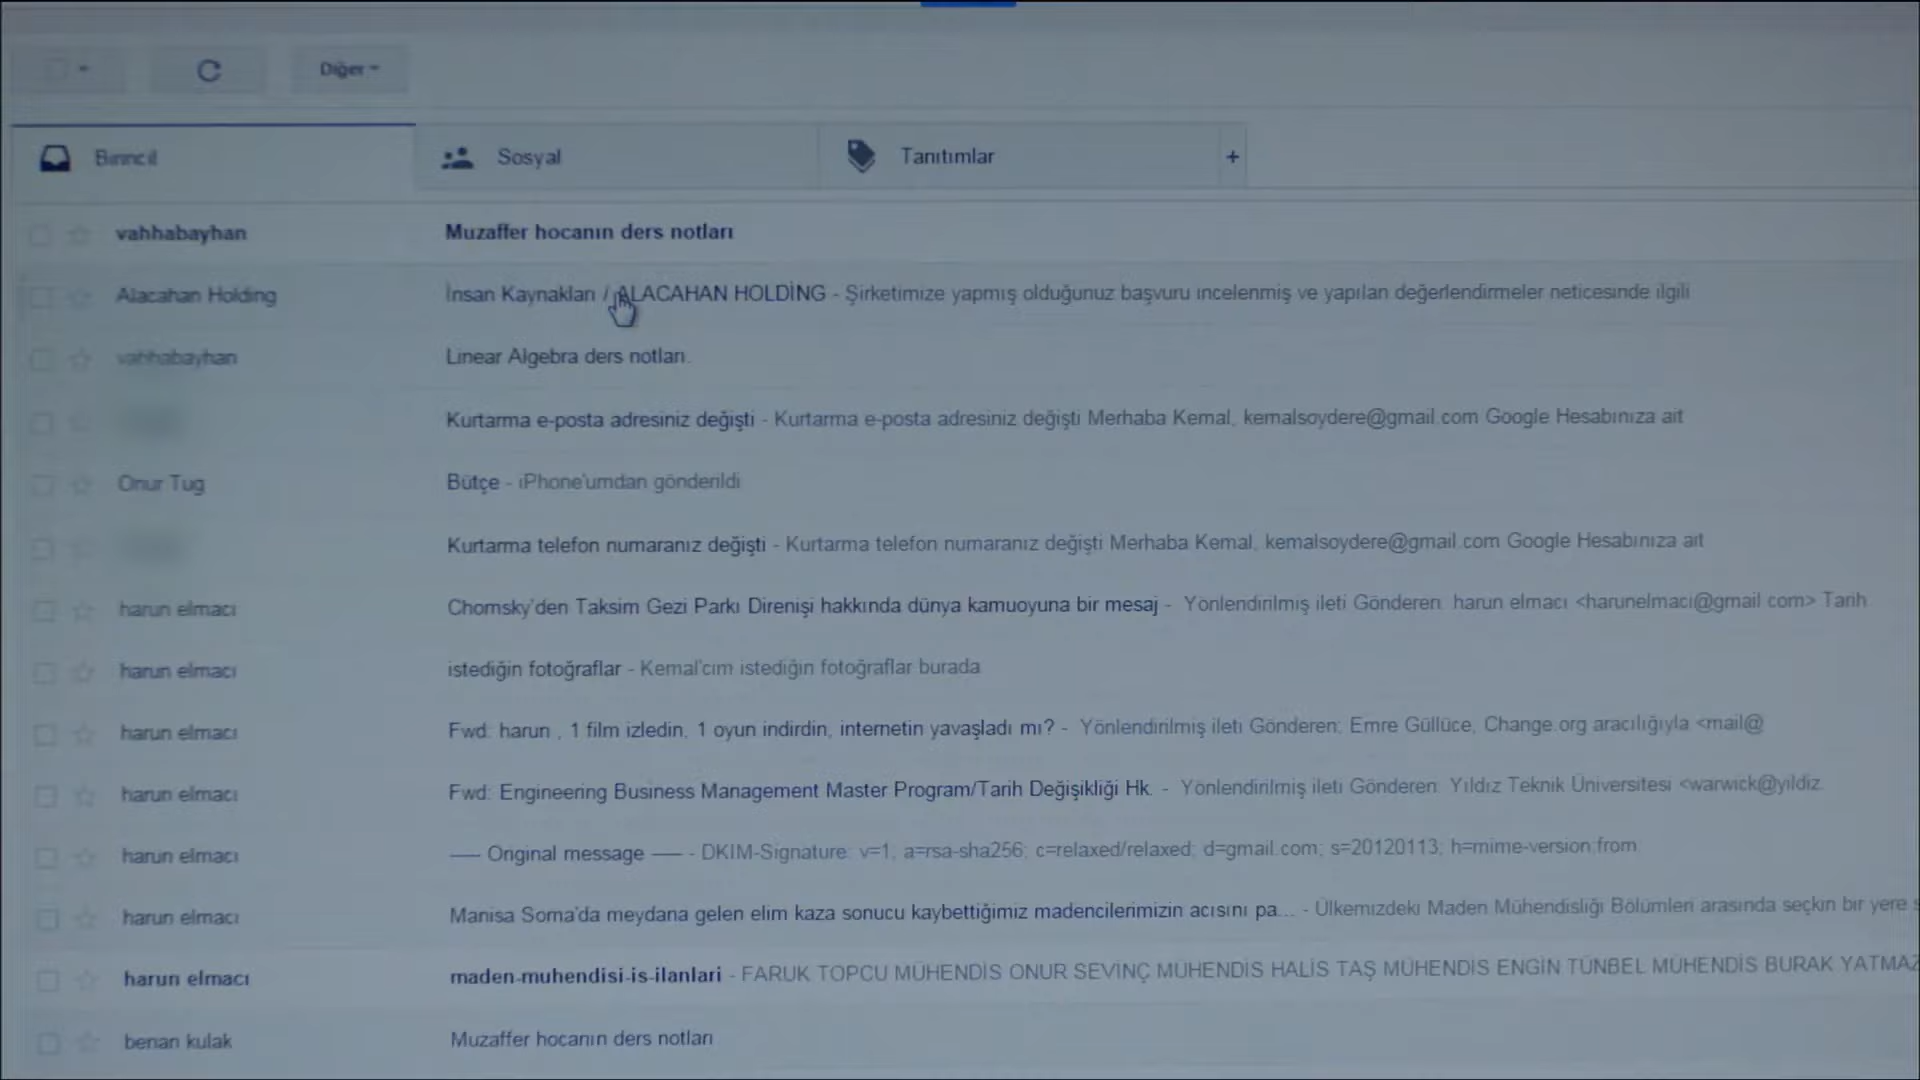 Diğer
Birincil
Sosyal
Tanıtımlar
+
vahhabayhan Muzaffer hocanın ders notları
Alacahan Holding İnsan Kaynakları / ALACAHAN HOLDİNG - Şirketimize yapmış olduğunuz başvuru incelenmiş ve yapılan değerlendirmeler neticesinde ilgili
vahhabayhan Linear Algebra ders notları.
Kurtarma e-posta adresiniz değişti - Kurtarma e-posta adresiniz değişti Merhaba Kemal, kemalsoydere@gmail.com Google Hesabınıza ait
Onur Tug Bütçe - iPhone'umdan gönderildi
Kurtarma telefon numaranız değişti - Kurtarma telefon numaranız değişti Merhaba Kemal, kemalsoydere@gmail.com Google Hesabınıza ait
harun elmacı Chomsky'den Taksim Gezi Parkı Direnişi hakkında dünya kamuoyuna bir mesaj - Yönlendirilmiş ileti Gönderen: harun elmacı <harunelmaci@gmail.com> Tarih
harun elmacı istediğin fotoğraflar - Kemal'cim istediğin fotoğraflar burada
harun elmacı Fwd: harun , 1 film izledin, 1 oyun indirdin, internetin yavaşladı mı? - Yönlendirilmiş ileti Gönderen: Emre Güllüce, Change.org aracılığıyla <mail@
harun elmacı Fwd: Engineering Business Management Master Program/Tarih Değişikliği Hk. - Yönlendirilmiş ileti Gönderen: Yıldız Teknik Üniversitesi <warwick@yildiz.
harun elmacı ----- Original message ----- - DKIM-Signature: v=1; a=rsa-sha256; c=relaxed/relaxed; d=gmail.com; s=20120113; h=mime-version:from:
harun elmacı Manisa Soma'da meydana gelen elim kaza sonucu kaybettiğimiz madencilerimizin acısını pa... - Ülkemizdeki Maden Mühendisliği Bölümleri arasında seçkin bir yere s
harun elmacı maden-muhendisi-is-ilanlari - FARUK TOPCU MÜHENDİS ONUR SEVİNÇ MÜHENDİS HALİS TAŞ MÜHENDİS ENGİN TÜNBEL MÜHENDİS BURAK YATMAZ
benan kulak Muzaffer hocanın ders notları